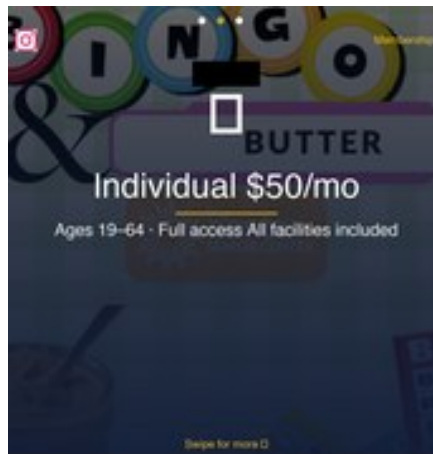 BINGO
Membership
&
BUTTER
Individual $50/mo
Ages 19–64 · Full access All facilities included
Swipe for more